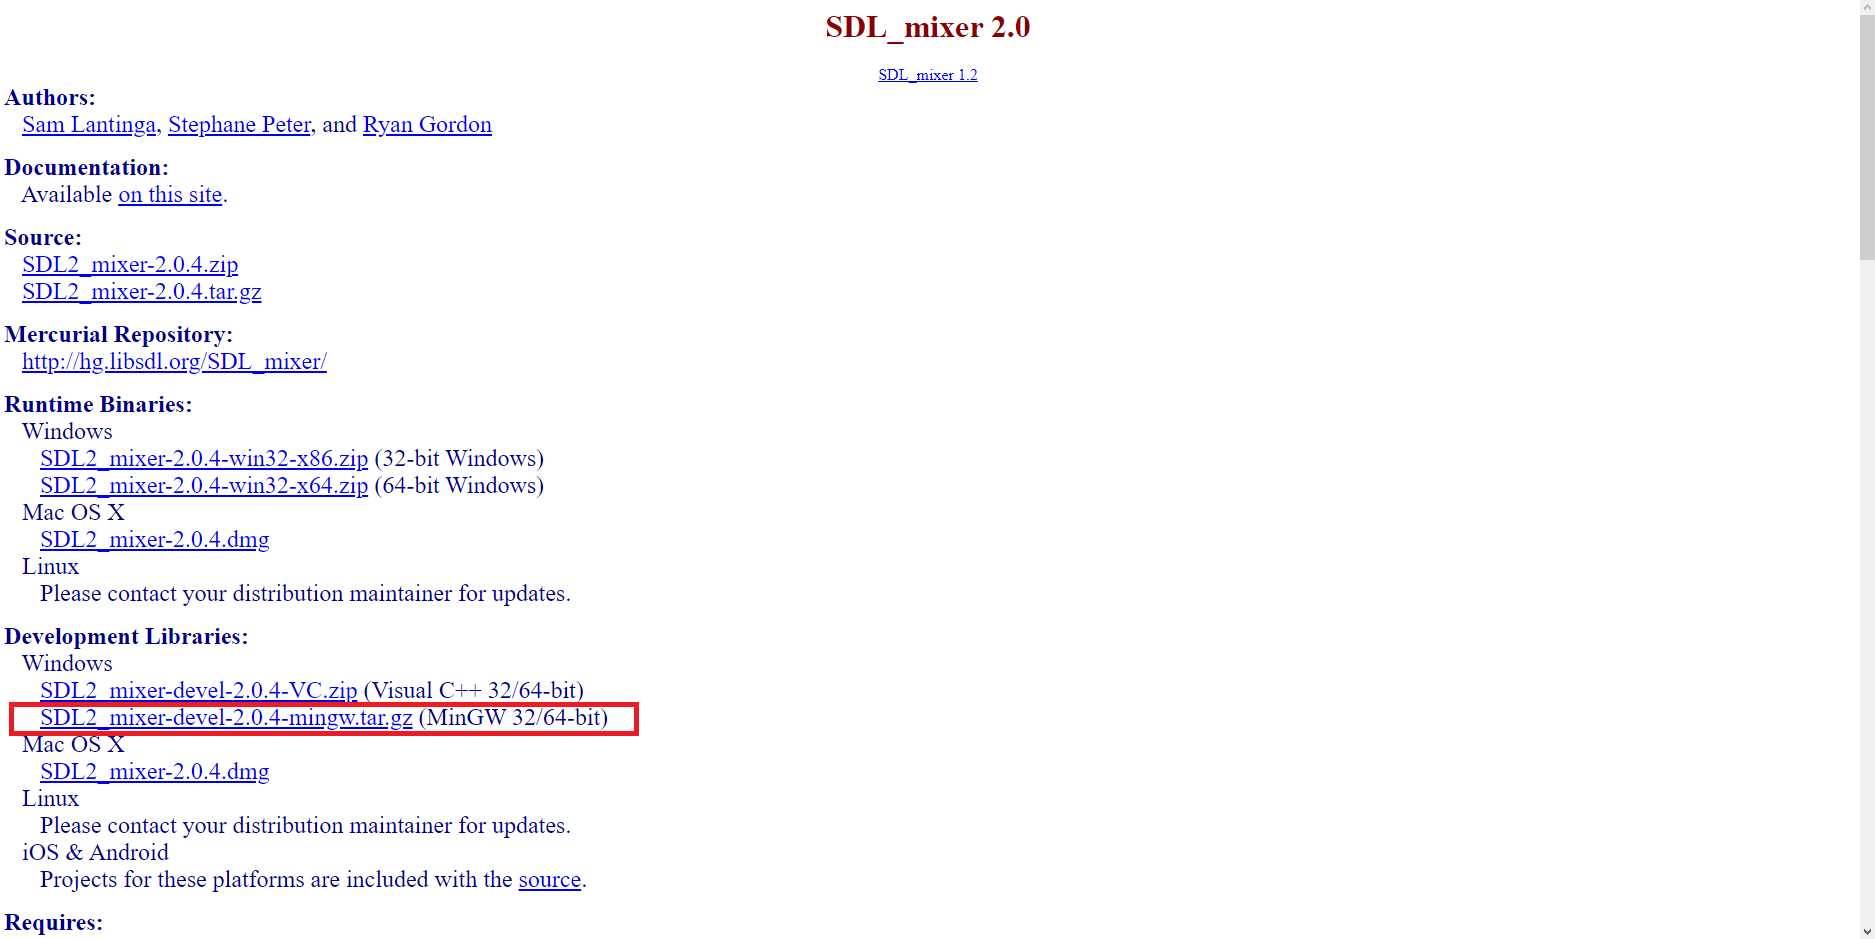 SDL_mixer 2.0
SDL_mixer 1.2
Authors:
Sam Lantinga, Stephane Peter, and Ryan Gordon
Documentation:
Available on this site.
Source:
SDL2_mixer-2.0.4.zip
SDL2_mixer-2.0.4.tar.gz
Mercurial Repository:
http://hg.libsdl.org/SDL_mixer/
Runtime Binaries:
Windows
SDL2_mixer-2.0.4-win32-x86.zip (32-bit Windows)
SDL2_mixer-2.0.4-win32-x64.zip (64-bit Windows)
Mac OS X
SDL2_mixer-2.0.4.dmg
Linux
Please contact your distribution maintainer for updates.
Development Libraries:
Windows
SDL2_mixer-devel-2.0.4-VC.zip (Visual C++ 32/64-bit)
SDL2_mixer-devel-2.0.4-mingw.tar.gz (MinGW 32/64-bit)
Mac OS X
SDL2_mixer-2.0.4.dmg
Linux
Please contact your distribution maintainer for updates.
iOS & Android
Projects for these platforms are included with the source.
Requires: